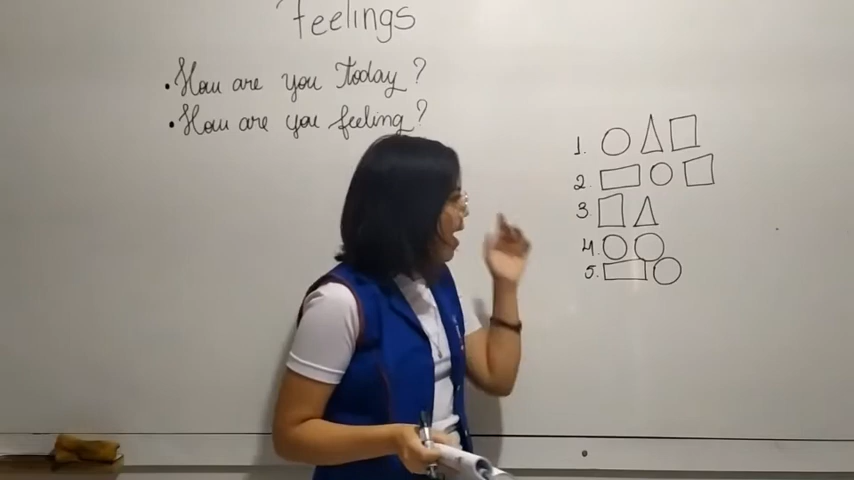 Feelings
• How are you Today?
• How are you feeling?
1.
2.
3.
4.
5.